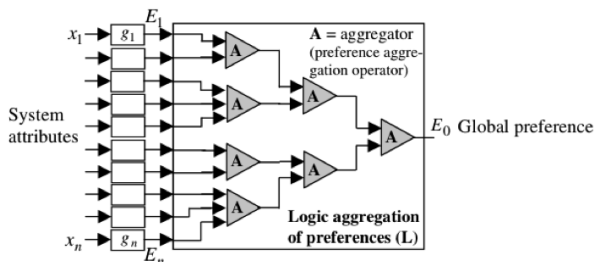 E₁
x₁
g₁
A = aggregator
(preference aggre-
gation operator)
A
A
A
System
attributes
A
E₀ Global preference
A
A
A
Logic aggregation
of preferences (L)
xₙ
gₙ
Eₙ